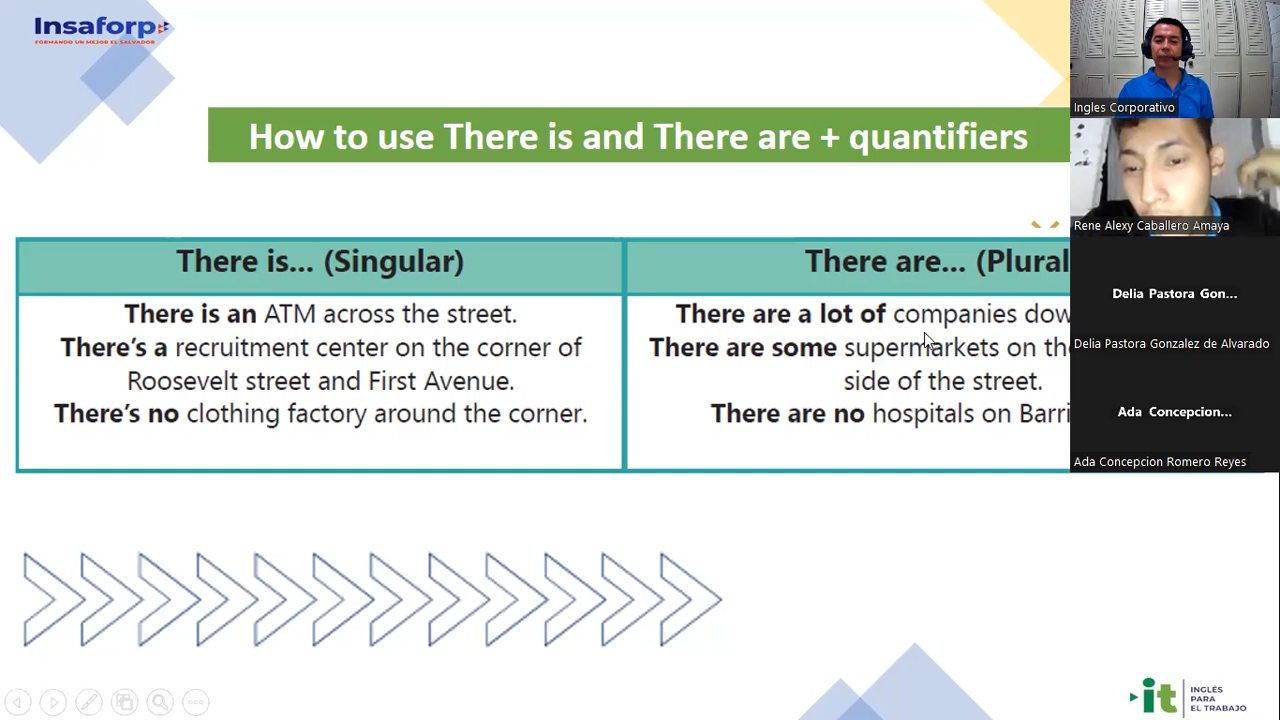 Insaforp
FORMANDO UN MEJOR EL SALVADOR
How to use There is and There are + quantifiers
There is... (Singular)
There is an ATM across the street.
There's a recruitment center on the corner of
Roosevelt street and First Avenue.
There's no clothing factory around the corner.
There are... (Plural
There are a lot of companies dow
There are some supermarkets on th
side of the street.
There are no hospitals on Barri
Ingles Corporativo
Rene Alexy Caballero Amaya
Delia Pastora Gon...
Delia Pastora Gonzalez de Alvarado
Ada Concepcion...
Ada Concepcion Romero Reyes
it
INGLÉS
PARA
EL TRABAJO